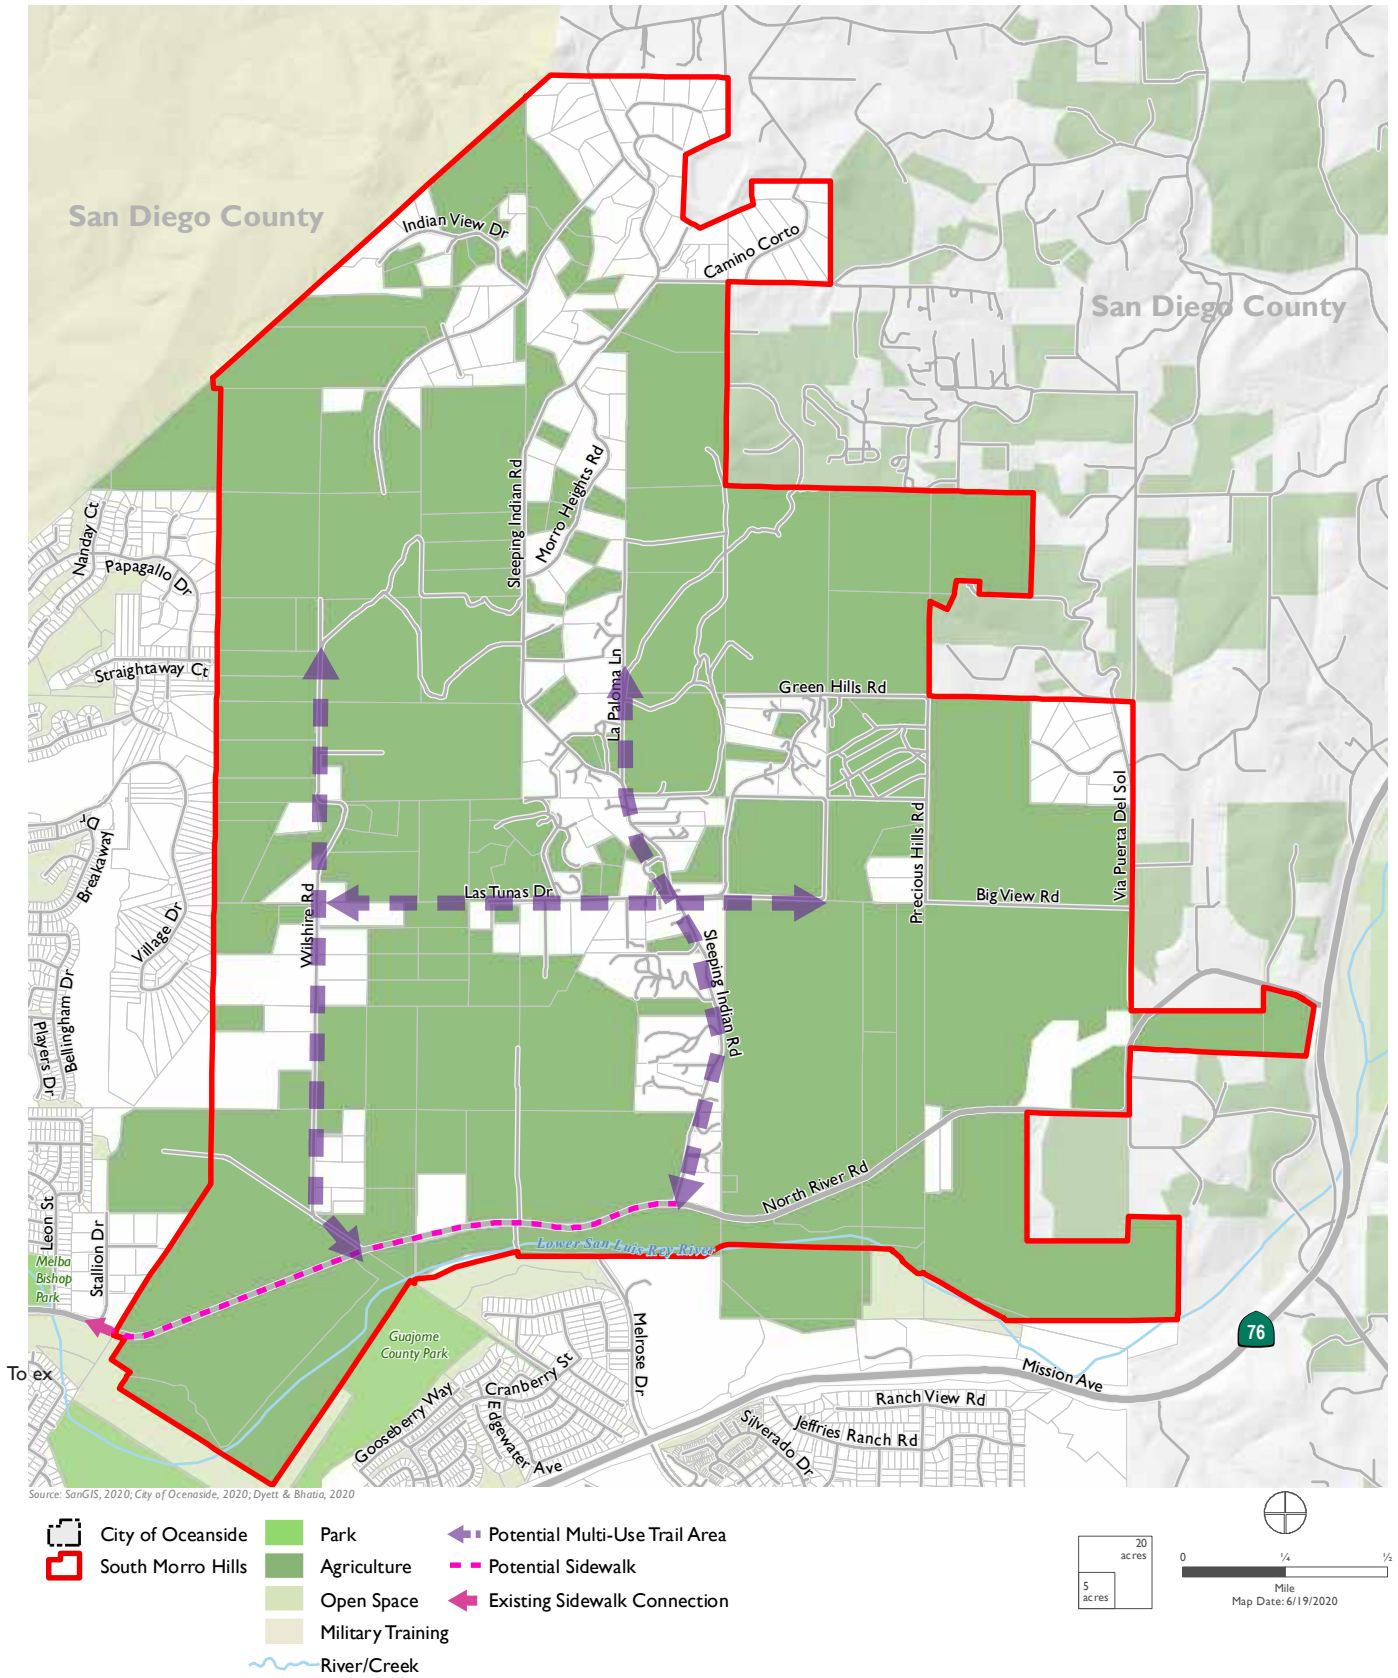 San Diego County
San Diego County
Indian View Dr
Camino Corto
Sleeping Indian Rd
Morro Heights Rd
Nanday Ct
Papagallo Dr
Straightaway Ct
La Paloma Ln
Green Hills Rd
Dr
Breakaway
Village Dr
Wilshire Rd
Las Tunas Dr
Precious Hills Rd
Via Puerta Del Sol
Big View Rd
Sleeping Indian Rd
Bellingham Dr
Players Dr
North River Rd
Leon St
Stallion Dr
Melba
Bishop
Park
Lower San Luis Rey River
Guajome
County Park
Melrose Dr
76
Mission Ave
To ex
Cranberry St
Gooseberry Way
Edgewater
Ave
Ranch View Rd
Jeffries Ranch Rd
Silverado Dr
Source: SanGIS, 2020; City of Ocenaside, 2020; Dyett & Bhatia, 2020
City of Oceanside
South Morro Hills
Park
Agriculture
Open Space
Military Training
River/Creek
Potential Multi-Use Trail Area
Potential Sidewalk
Existing Sidewalk Connection
20
acres
5
acres
0 1/4 1/2
Mile
Map Date: 6/19/2020